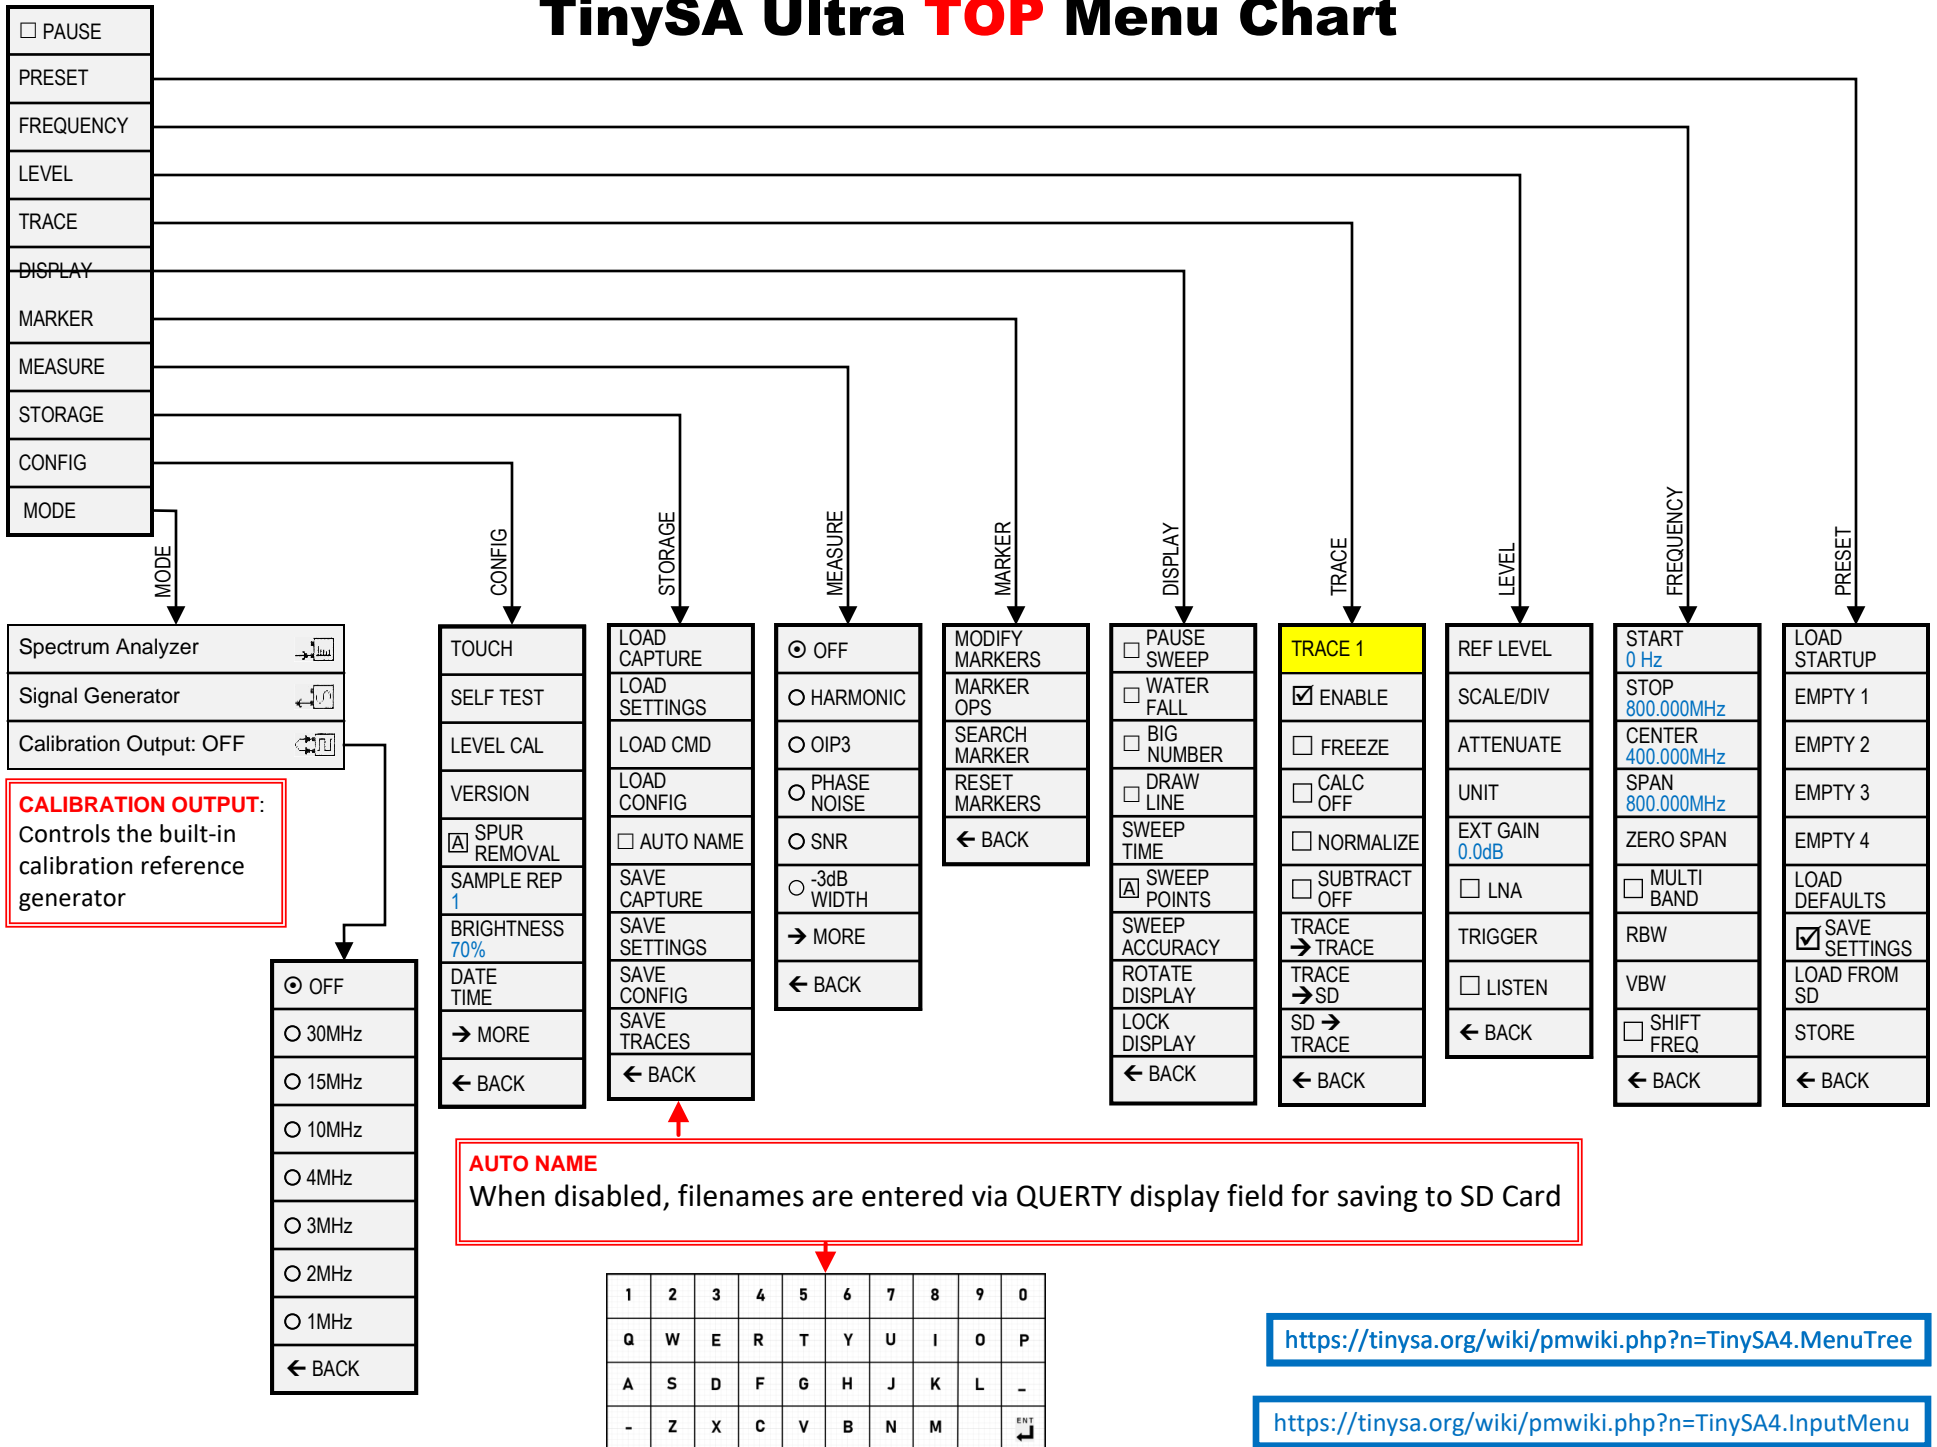 TinySA Ultra TOP Menu Chart
☐ PAUSE
PRESET
FREQUENCY
LEVEL
TRACE
DISPLAY
MARKER
MEASURE
STORAGE
CONFIG
MODE
MODE
CONFIG
STORAGE
MEASURE
MARKER
DISPLAY
TRACE
LEVEL
FREQUENCY
PRESET
Spectrum Analyzer
Signal Generator
Calibration Output: OFF
CALIBRATION OUTPUT:
Controls the built-in
calibration reference
generator
OFF
30MHz
15MHz
10MHz
4MHz
3MHz
2MHz
1MHz
← BACK
TOUCH
SELF TEST
LEVEL CAL
VERSION
A SPUR
REMOVAL
SAMPLE REP
1
BRIGHTNESS
70%
DATE
TIME
→ MORE
← BACK
LOAD
CAPTURE
LOAD
SETTINGS
LOAD CMD
LOAD
CONFIG
☐ AUTO NAME
SAVE
CAPTURE
SAVE
SETTINGS
SAVE
CONFIG
SAVE
TRACES
← BACK
OFF
HARMONIC
OIP3
PHASE
NOISE
SNR
-3dB
WIDTH
→ MORE
← BACK
MODIFY
MARKERS
MARKER
OPS
SEARCH
MARKER
RESET
MARKERS
← BACK
☐ PAUSE
SWEEP
☐ WATER
FALL
☐ BIG
NUMBER
☐ DRAW
LINE
SWEEP
TIME
A SWEEP
POINTS
SWEEP
ACCURACY
ROTATE
DISPLAY
LOCK
DISPLAY
← BACK
TRACE 1
☑ ENABLE
☐ FREEZE
☐ CALC
OFF
☐ NORMALIZE
☐ SUBTRACT
OFF
TRACE
→ TRACE
TRACE
→ SD
SD →
TRACE
← BACK
REF LEVEL
SCALE/DIV
ATTENUATE
UNIT
EXT GAIN
0.0dB
☐ LNA
TRIGGER
☐ LISTEN
← BACK
START
0 Hz
STOP
800.000MHz
CENTER
400.000MHz
SPAN
800.000MHz
ZERO SPAN
☐ MULTI
BAND
RBW
VBW
☐ SHIFT
FREQ
← BACK
LOAD
STARTUP
EMPTY 1
EMPTY 2
EMPTY 3
EMPTY 4
LOAD
DEFAULTS
☑ SAVE
SETTINGS
LOAD FROM
SD
STORE
← BACK
AUTO NAME
When disabled, filenames are entered via QUERTY display field for saving to SD Card
1 2 3 4 5 6 7 8 9 0
Q W E R T Y U I O P
A S D F G H J K L _
- Z X C V B N M ENT
https://tinysa.org/wiki/pmwiki.php?n=TinySA4.MenuTree
https://tinysa.org/wiki/pmwiki.php?n=TinySA4.InputMenu